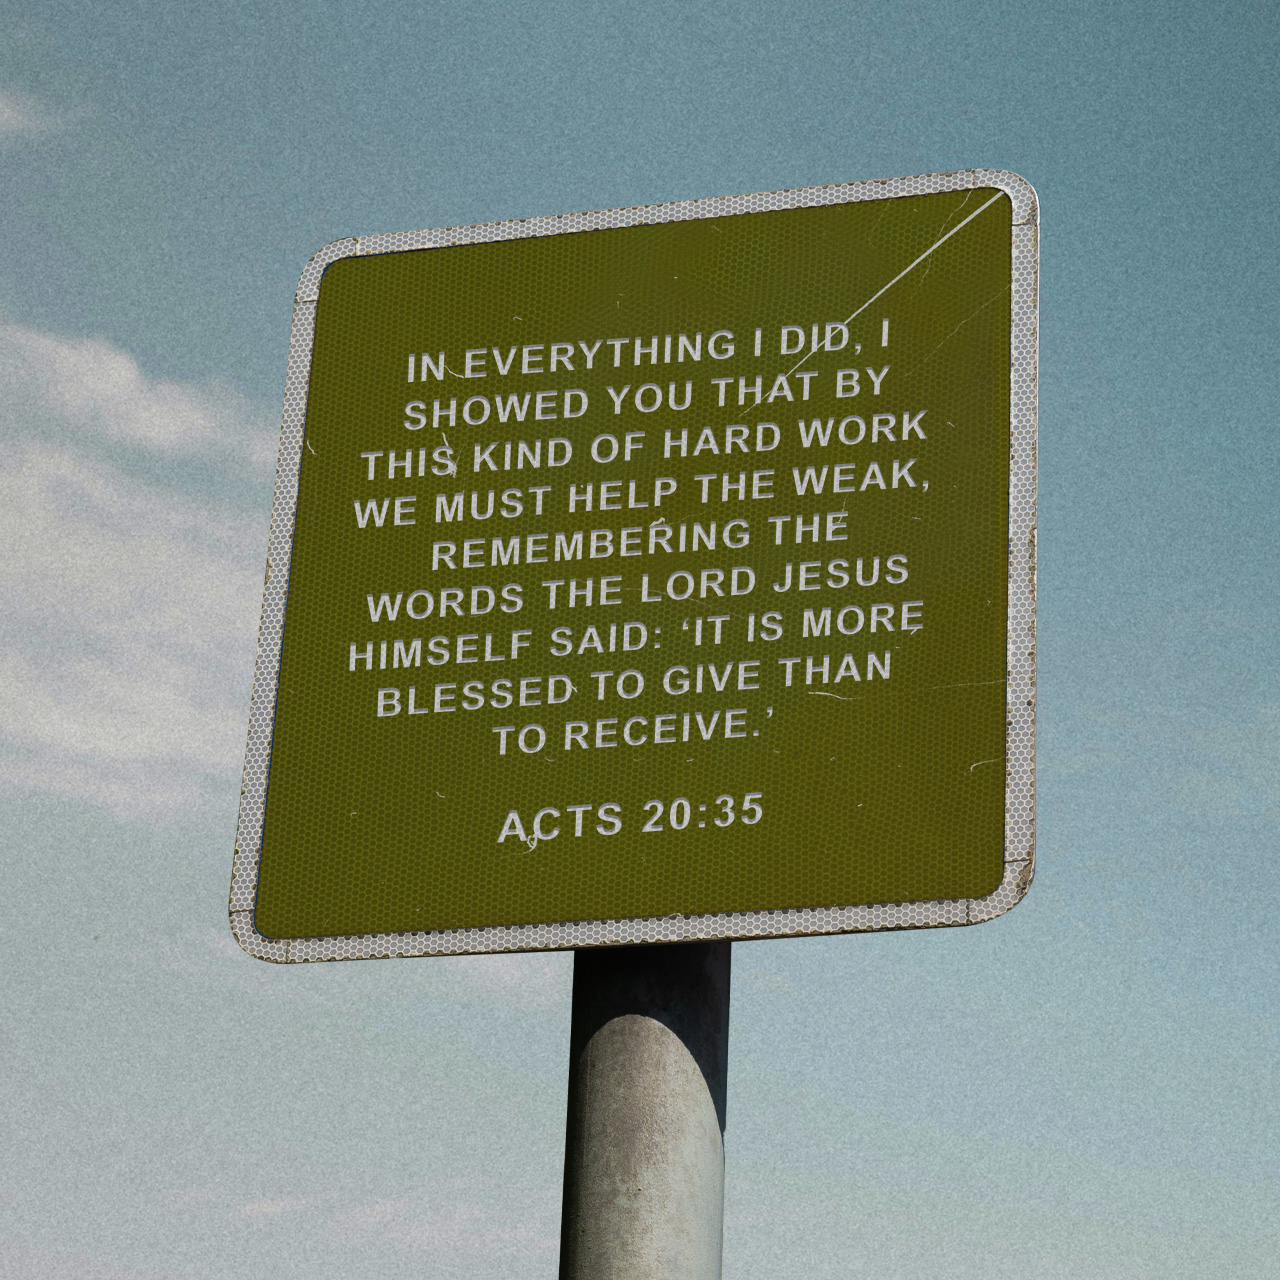 IN EVERYTHING I DID, I
SHOWED YOU THAT BY
THIS KIND OF HARD WORK
WE MUST HELP THE WEAK,
REMEMBERING THE
WORDS THE LORD JESUS
HIMSELF SAID: ‘IT IS MORE
BLESSED TO GIVE THAN
TO RECEIVE.’
ACTS 20:35